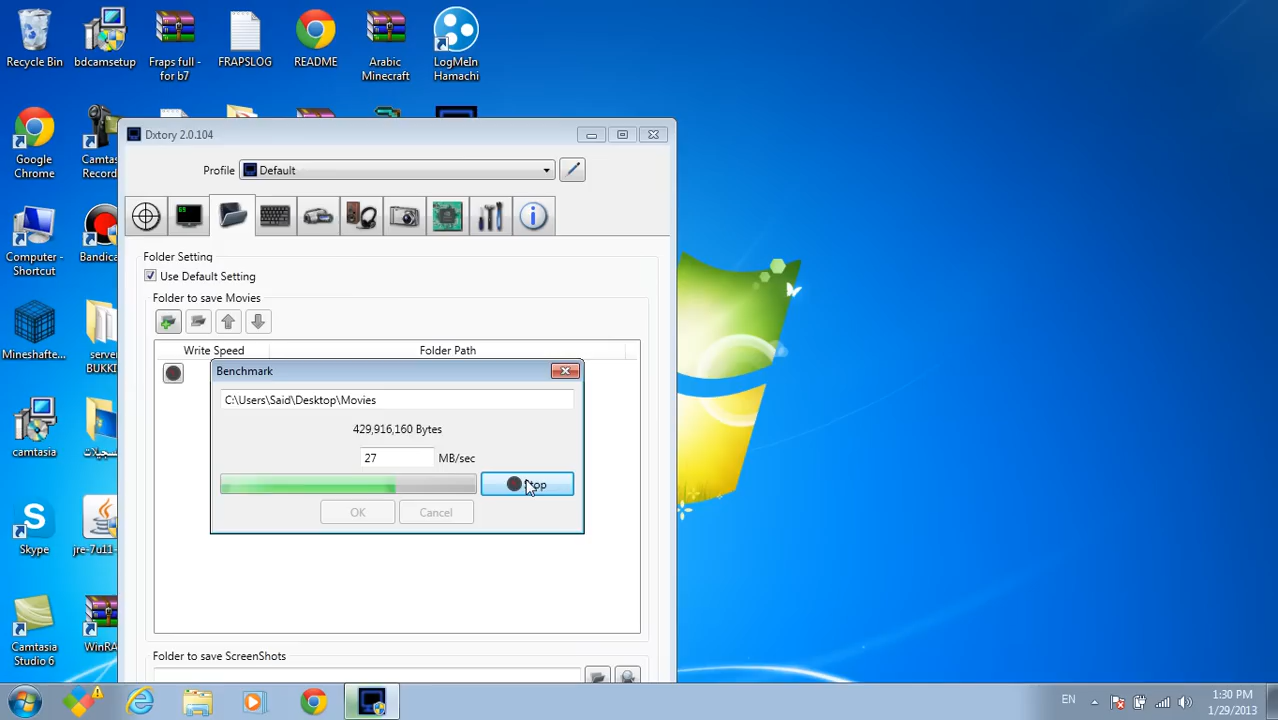 Recycle Bin
bdcamsetup
Fraps full -
for b7
FRAPSLOG
README
Arabic
Minecraft
LogMeIn
Hamachi
Google
Chrome
Camtas
Record
Computer -
Shortcut
Bandica
Mineshafte...
server
BUKKI
camtasia
سجيلات
Skype
jre-7u11-
Camtasia
Studio 6
WinRA
Dxtory 2.0.104
Profile
Default
Folder Setting
Use Default Setting
Folder to save Movies
Write Speed
Folder Path
Benchmark
C:\Users\Said\Desktop\Movies
429,916,160 Bytes
27
MB/sec
OK
Cancel
Folder to save ScreenShots
EN
1:30 PM
1/29/2013